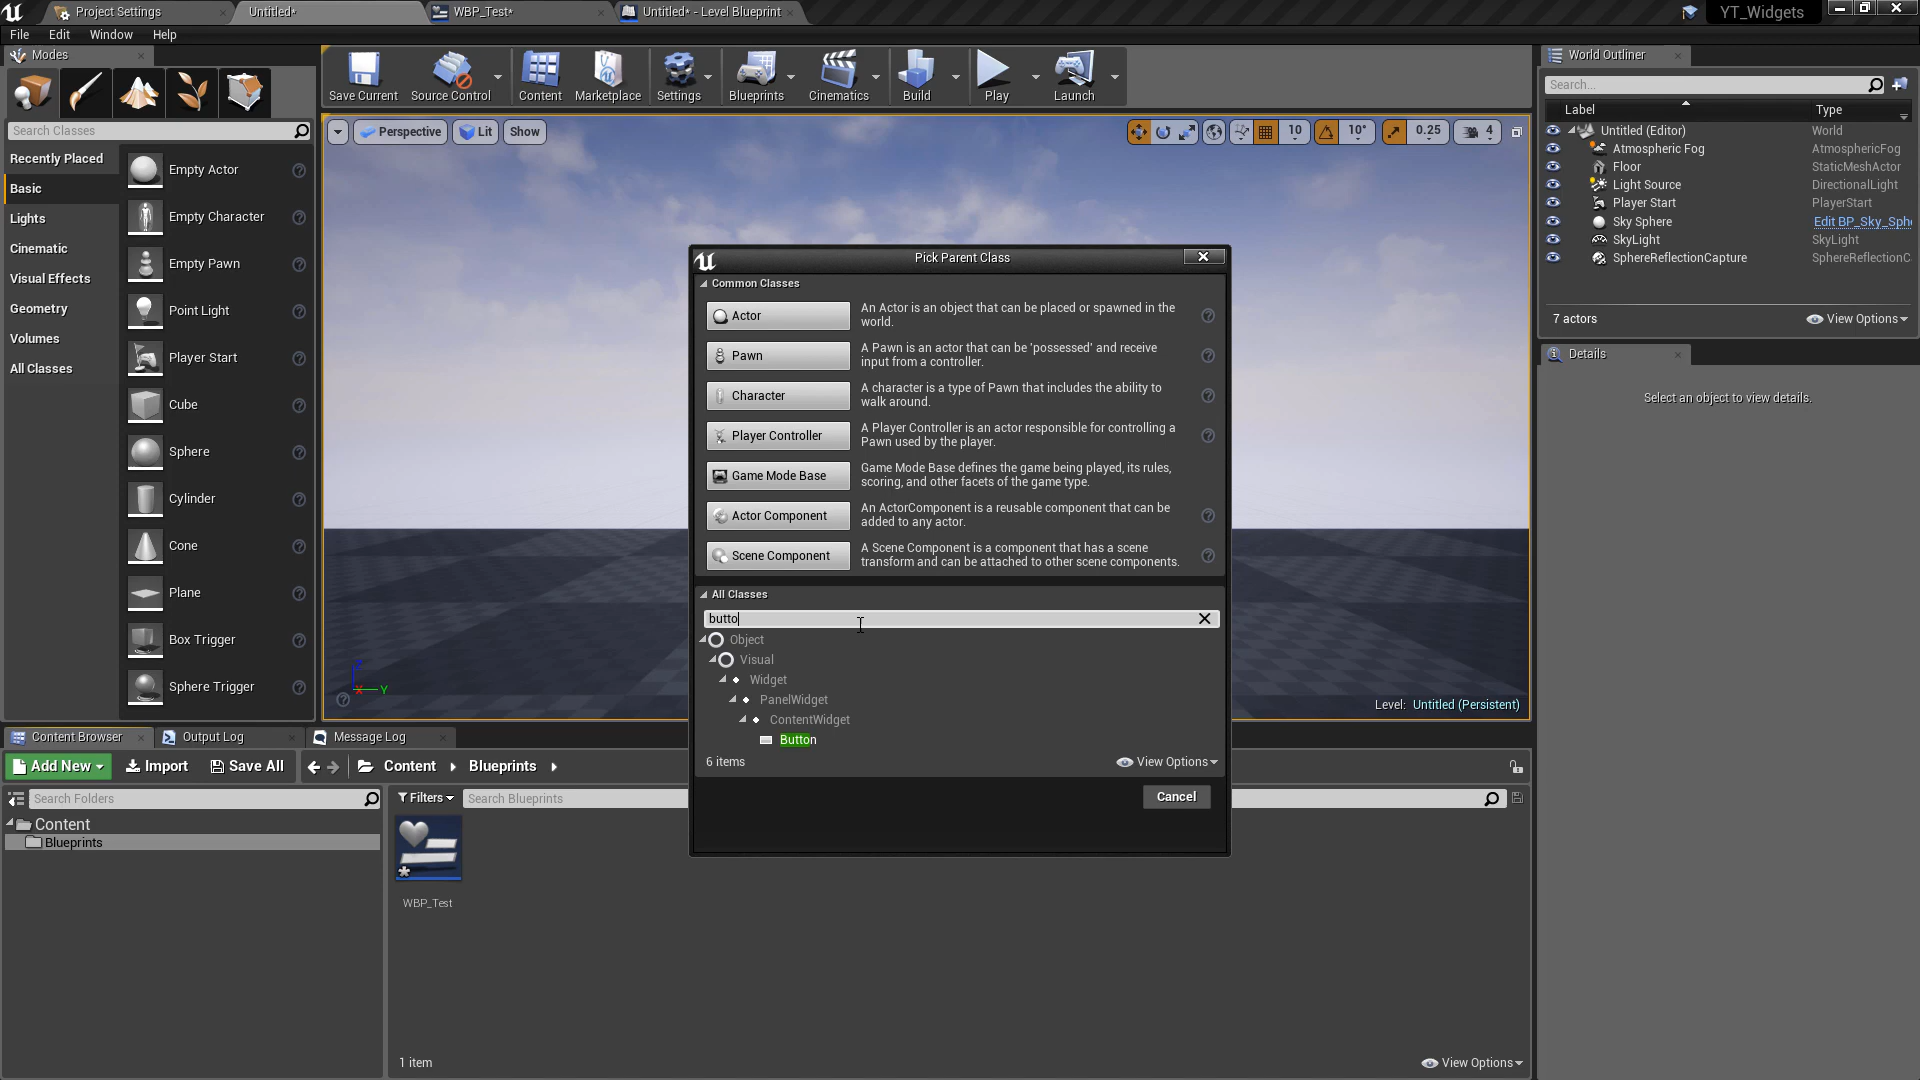 Project Settings
Untitled*
WBP_Test*
Untitled* - Level Blueprint
YT_Widgets
File Edit Window Help
Modes
Search Classes
Recently Placed
Basic
Lights
Cinematic
Visual Effects
Geometry
Volumes
All Classes
Empty Actor
Empty Character
Empty Pawn
Point Light
Player Start
Cube
Sphere
Cylinder
Cone
Plane
Box Trigger
Sphere Trigger
Save Current
Source Control
Content
Marketplace
Settings
Blueprints
Cinematics
Build
Play
Launch
Perspective
Lit
Show
10
10°
0.25
4
X
Y
Level: Untitled (Persistent)
Pick Parent Class
Common Classes
Actor
An Actor is an object that can be placed or spawned in the
world.
Pawn
A Pawn is an actor that can be 'possessed' and receive
input from a controller.
Character
A character is a type of Pawn that includes the ability to
walk around.
Player Controller
A Player Controller is an actor responsible for controlling a
Pawn used by the player.
Game Mode Base
Game Mode Base defines the game being played, its rules,
scoring, and other facets of the game type.
Actor Component
An ActorComponent is a reusable component that can be
added to any actor.
Scene Component
A Scene Component is a component that has a scene
transform and can be attached to other scene components.
All Classes
butto
Object
Visual
Widget
PanelWidget
ContentWidget
Button
6 items
View Options
Cancel
World Outliner
Search...
Label Type
Untitled (Editor) World
Atmospheric Fog AtmosphericFog
Floor StaticMeshActor
Light Source DirectionalLight
Player Start PlayerStart
Sky Sphere Edit BP_Sky_Sph
SkyLight SkyLight
SphereReflectionCapture SphereReflectionC
7 actors
View Options
Details
Select an object to view details.
Content Browser
Output Log
Message Log
Add New
Import
Save All
Content
Blueprints
Search Folders
Content
Blueprints
Filters
Search Blueprints
WBP_Test
1 item
View Options